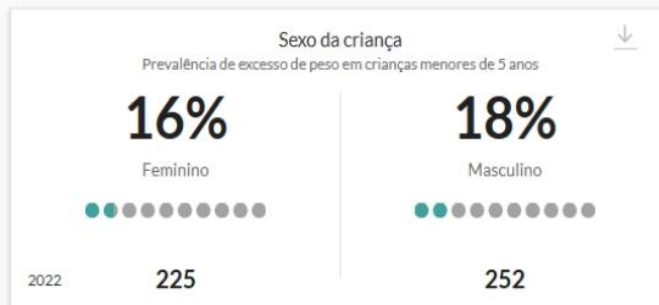 Sexo da criança
Prevalência de excesso de peso em crianças menores de 5 anos
16% 18%
Feminino Masculino
2022 225 252